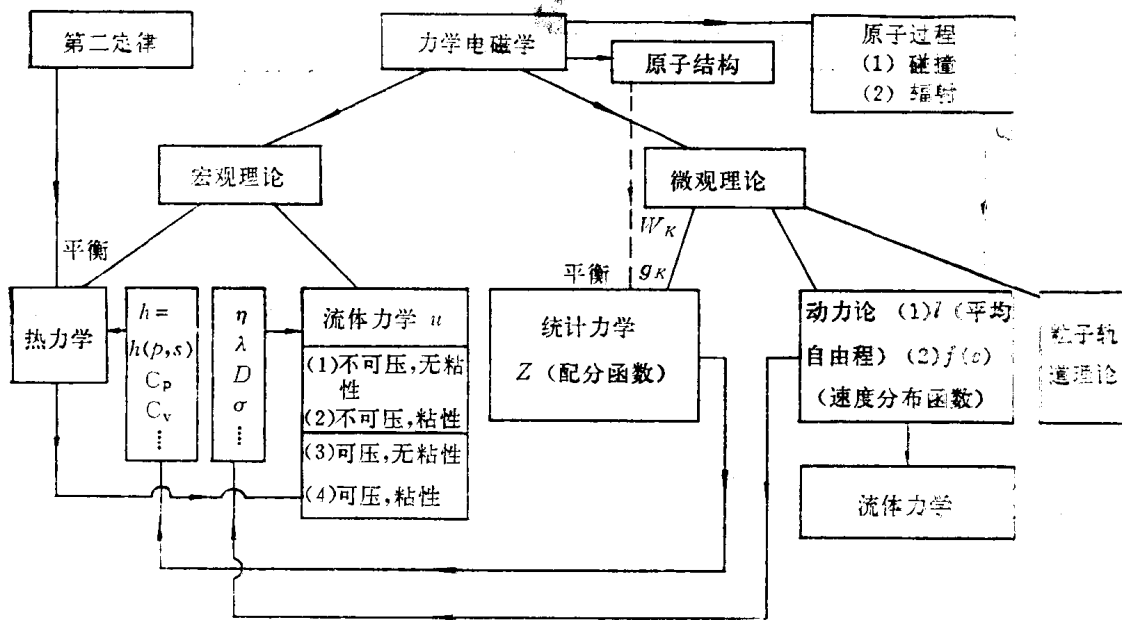 第二定律
力学电磁学
原子结构
原子过程
(1) 碰撞
(2) 辐射
宏观理论
微观理论
平衡
W_K
平衡 g_K
热力学
h =
h(p,s)
C_p
C_v
⋮
η
λ
D
σ
⋮
流体力学 u
(1)不可压,无粘
性
(2)不可压,粘性
(3)可压,无粘性
(4)可压,粘性
统计力学
Z (配分函数)
动力论 (1)l (平均
自由程) (2)f(c)
(速度分布函数)
粒子轨
道理论
流体力学